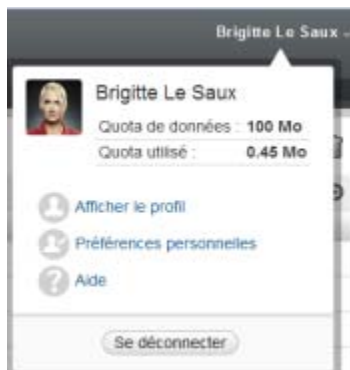 Brigitte Le Saux
Brigitte Le Saux
Quota de données : 100 Mo
Quota utilisé : 0.45 Mo
Afficher le profil
Préférences personnelles
Aide
Se déconnecter